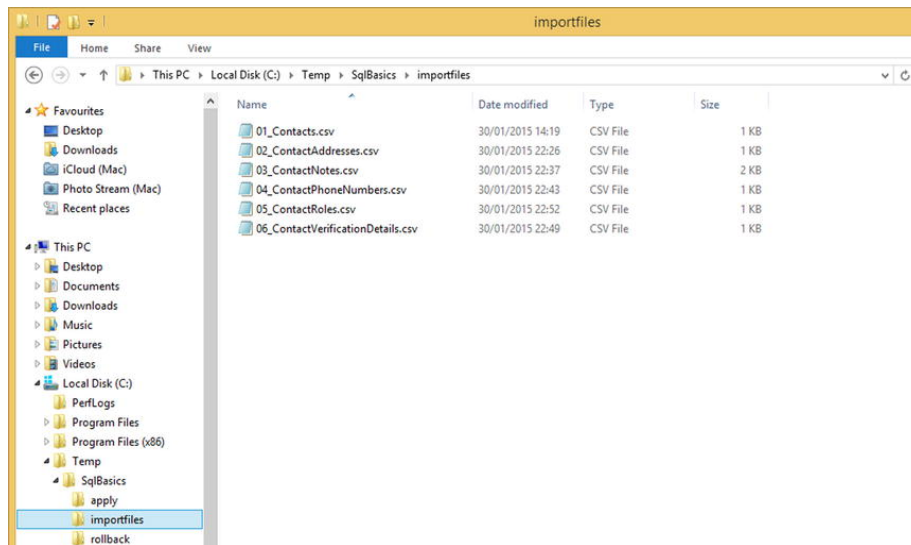 importfiles
File Home Share View
This PC Local Disk (C:) Temp SqlBasics importfiles
Name Date modified Type Size
01_Contacts.csv 30/01/2015 14:19 CSV File 1 KB
02_ContactAddresses.csv 30/01/2015 22:26 CSV File 1 KB
03_ContactNotes.csv 30/01/2015 22:37 CSV File 2 KB
04_ContactPhoneNumbers.csv 30/01/2015 22:43 CSV File 1 KB
05_ContactRoles.csv 30/01/2015 22:52 CSV File 1 KB
06_ContactVerificationDetails.csv 30/01/2015 22:49 CSV File 1 KB
Favourites
Desktop
Downloads
iCloud (Mac)
Photo Stream (Mac)
Recent places
This PC
Desktop
Documents
Downloads
Music
Pictures
Videos
Local Disk (C:)
PerfLogs
Program Files
Program Files (x86)
Temp
SqlBasics
apply
importfiles
rollback